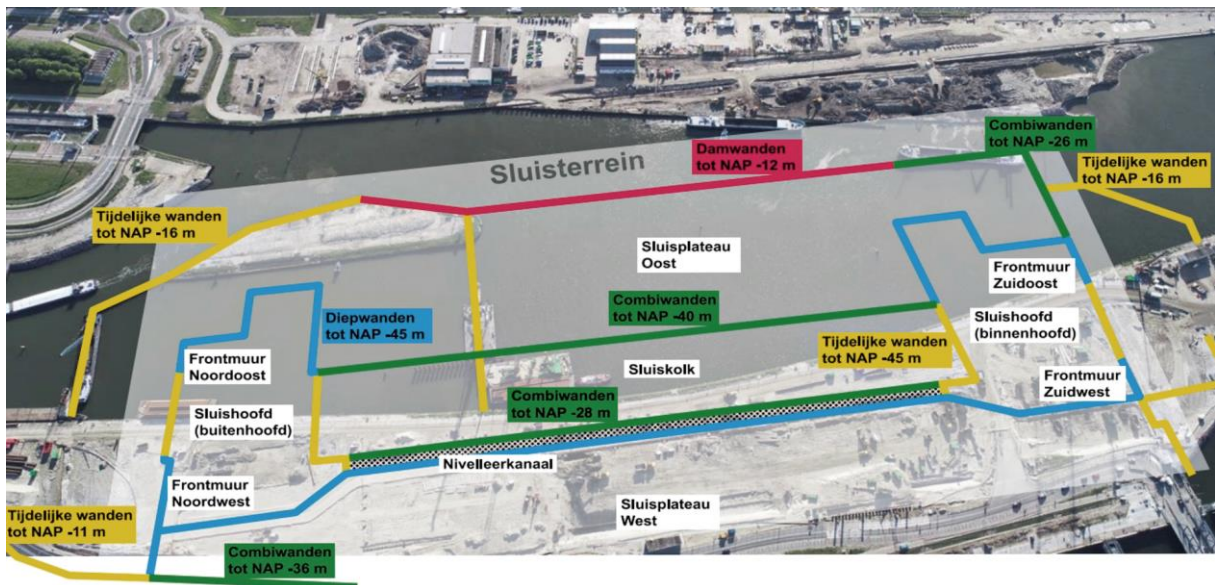 Combiwanden
tot NAP -26 m
Damwanden
tot NAP -12 m
Tijdelijke wanden
tot NAP -16 m
Sluisterrein
Tijdelijke wanden
tot NAP -16 m
Sluisplateau
Oost
Frontmuur
Zuidoost
Combiwanden
tot NAP -40 m
Diepwanden
tot NAP -45 m
Sluishoofd
(binnenhoofd)
Tijdelijke wanden
tot NAP -45 m
Frontmuur
Noordoost
Sluiskolk
Frontmuur
Zuidwest
Combiwanden
tot NAP -28 m
Sluishoofd
(buitenhoofd)
Nivelleerkanaal
Frontmuur
Noordwest
Sluisplateau
West
Tijdelijke wanden
tot NAP -11 m
Combiwanden
tot NAP -36 m